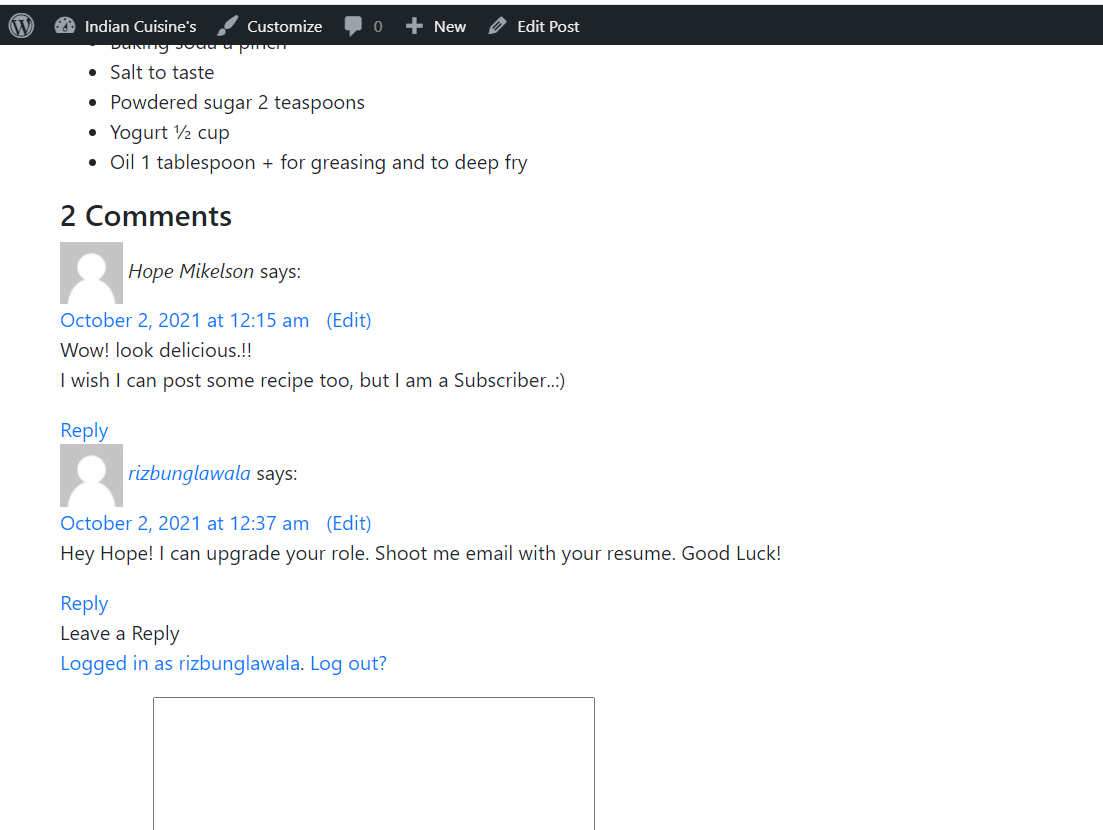 Indian Cuisine's Customize 0 New Edit Post
Baking soda a pinch
Salt to taste
Powdered sugar 2 teaspoons
Yogurt ½ cup
Oil 1 tablespoon + for greasing and to deep fry
2 Comments
Hope Mikelson says:
October 2, 2021 at 12:15 am (Edit)
Wow! look delicious.!!
I wish I can post some recipe too, but I am a Subscriber..:)
Reply
rizbunglawala says:
October 2, 2021 at 12:37 am (Edit)
Hey Hope! I can upgrade your role. Shoot me email with your resume. Good Luck!
Reply
Leave a Reply
Logged in as rizbunglawala. Log out?